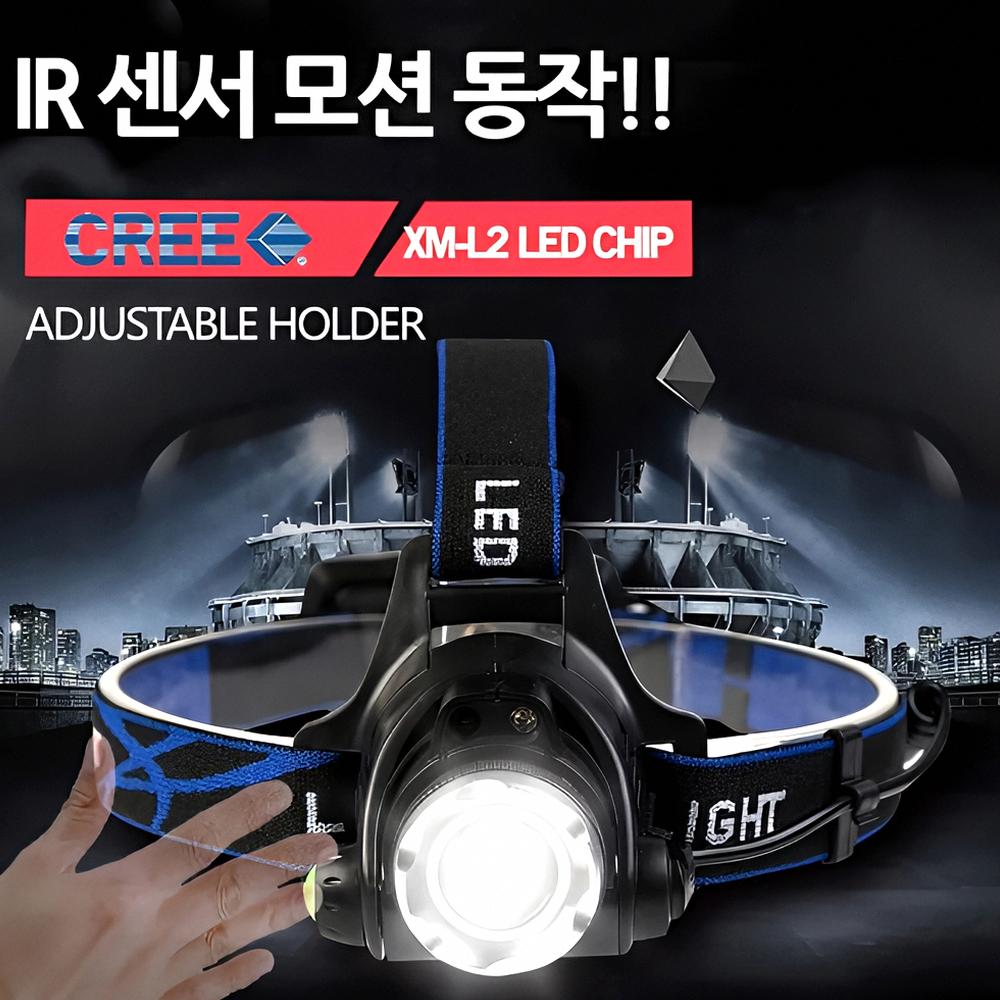 IR 센서 모션 동작!!
CREE
XM-L2 LED CHIP
ADJUSTABLE HOLDER
LED
GHT